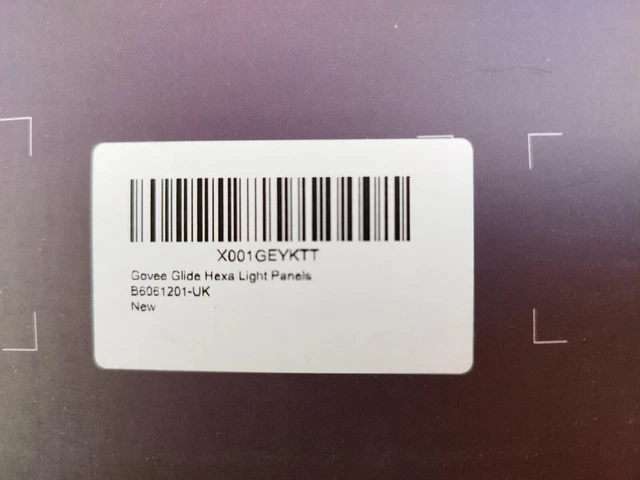 X001GEYKTT
Govee Glide Hexa Light Panels
B6061201-UK
New